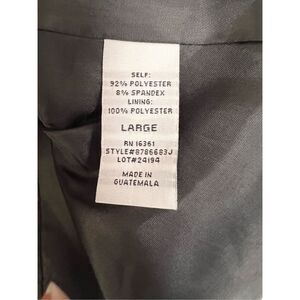 SELF:
92% POLYESTER
8% SPANDEX
LINING:
100% POLYESTER
LARGE
RN 16361
STYLE#8786683J
LOT#24194
MADE IN
GUATEMALA